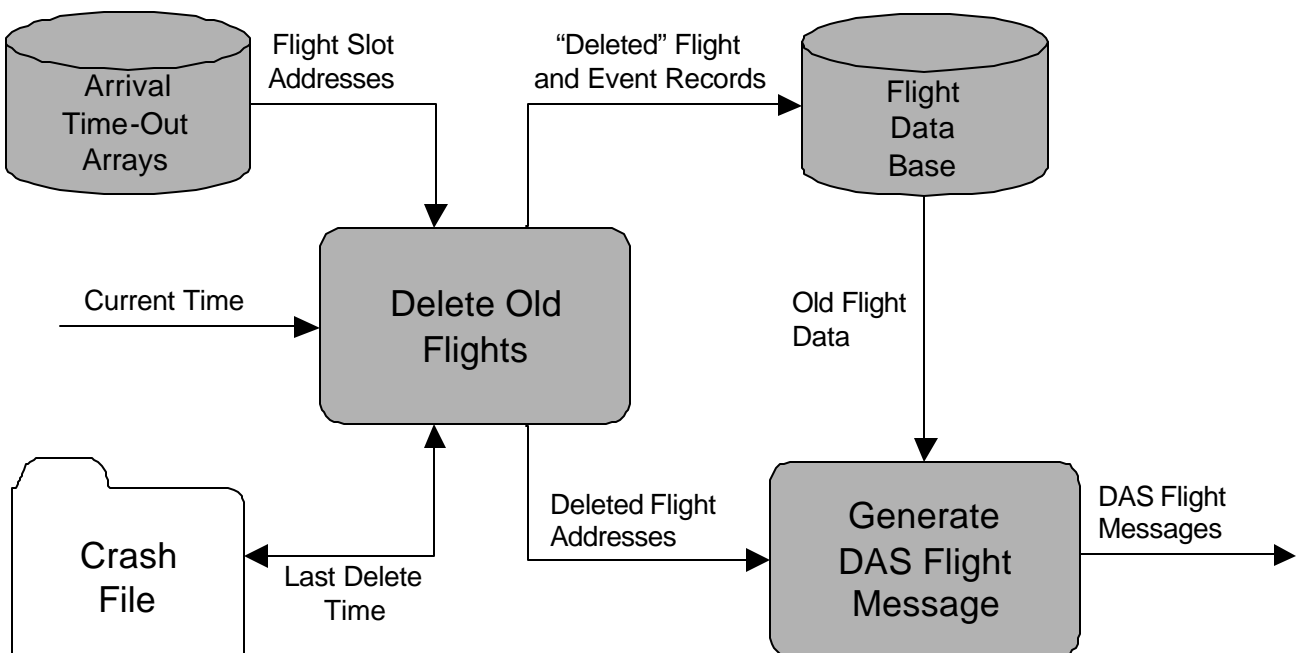 Arrival
Time-Out
Arrays
Flight Slot
Addresses
“Deleted” Flight
and Event Records
Flight
Data
Base
Current Time
Delete Old
Flights
Old Flight
Data
Crash
File
Last Delete
Time
Deleted Flight
Addresses
Generate
DAS Flight
Message
DAS Flight
Messages